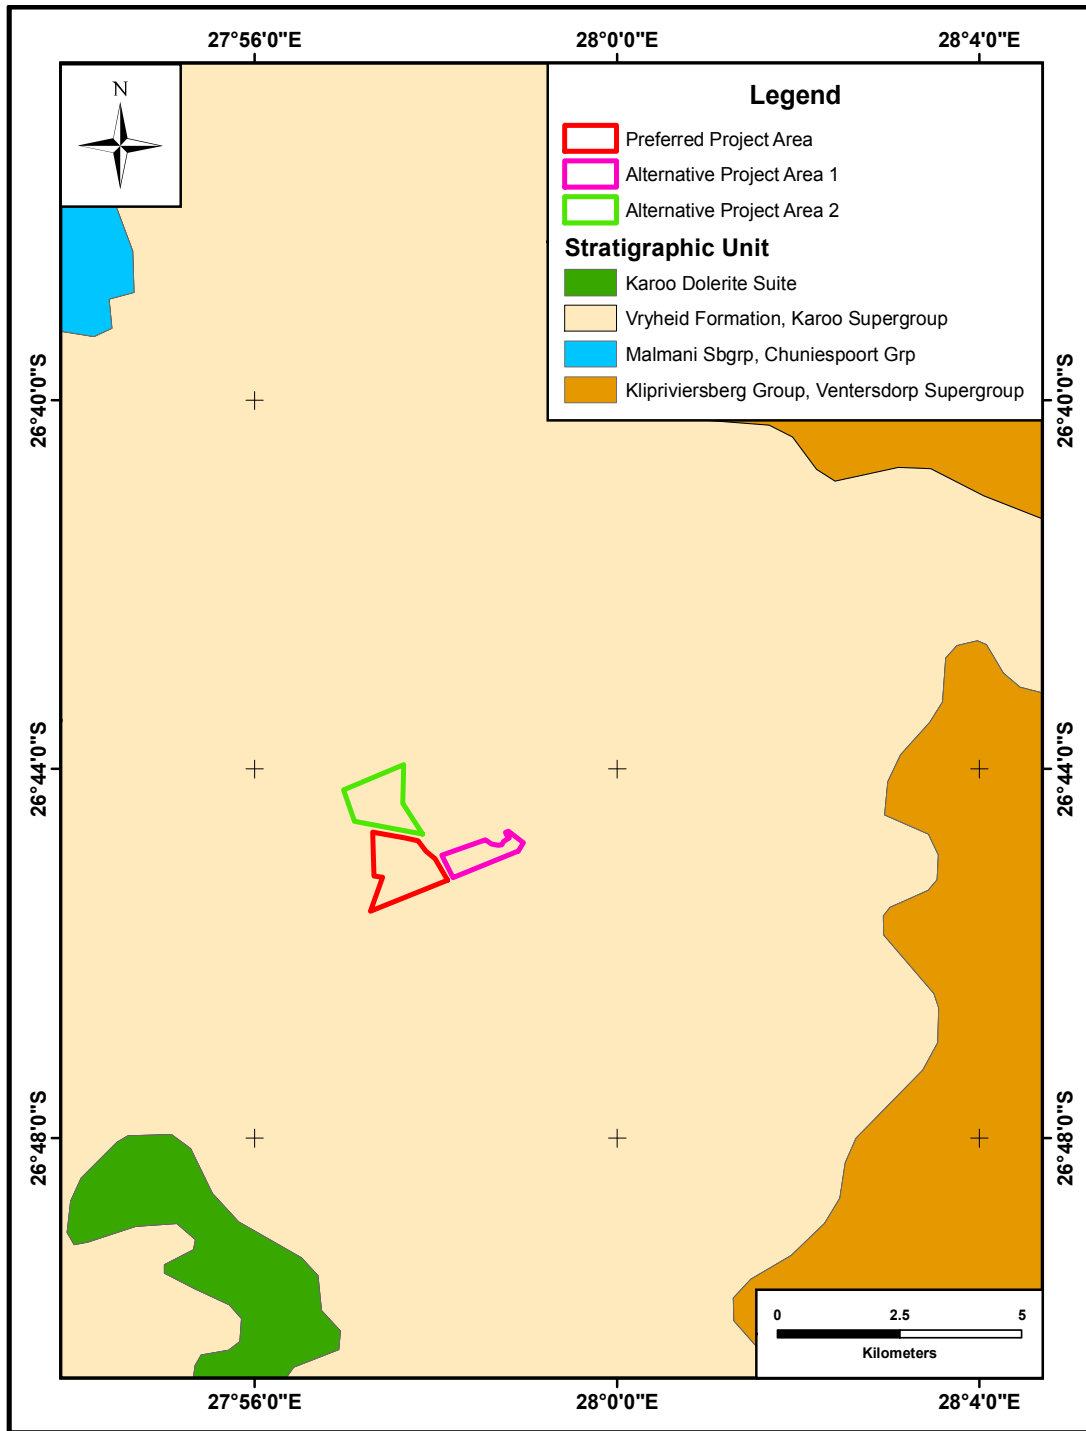 27°56'0"E 28°0'0"E 28°4'0"E
N
Legend
Preferred Project Area
Alternative Project Area 1
Alternative Project Area 2
Stratigraphic Unit
Karoo Dolerite Suite
Vryheid Formation, Karoo Supergroup
Malmani Sbgrp, Chuniespoort Grp
Klipriviersberg Group, Ventersdorp Supergroup
26°40'0"S 26°40'0"S
26°44'0"S 26°44'0"S
26°48'0"S 26°48'0"S
0 2.5 5
Kilometers
27°56'0"E 28°0'0"E 28°4'0"E